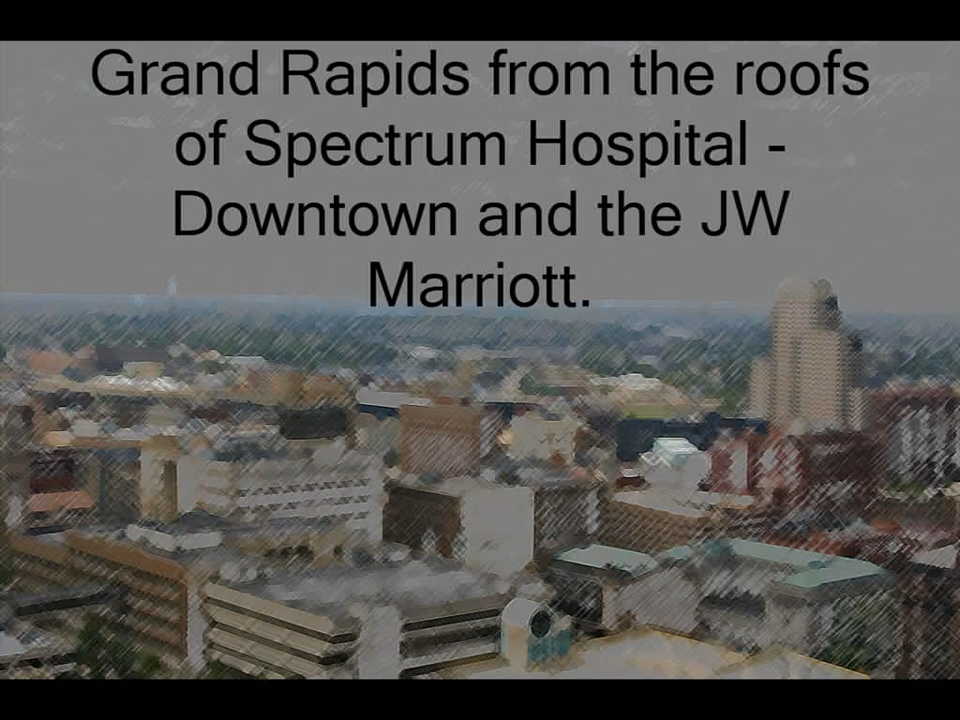 Grand Rapids from the roofs
of Spectrum Hospital -
Downtown and the JW
Marriott.